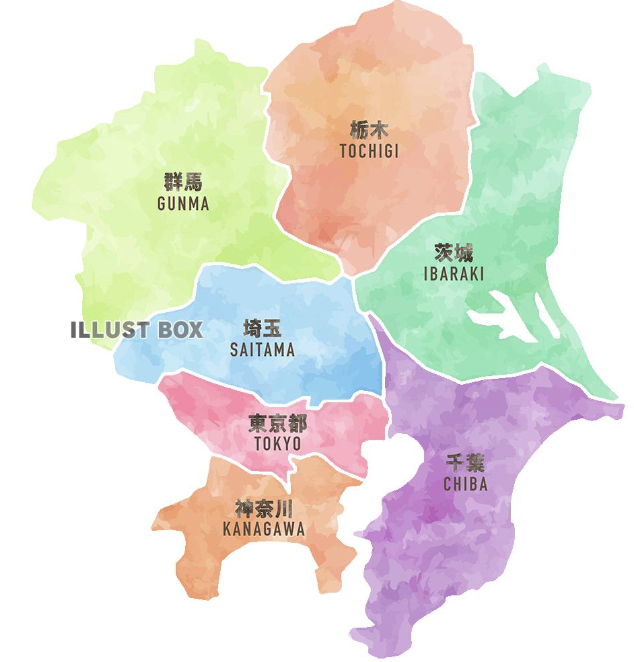 栃木
TOCHIGI
群馬
GUNMA
茨城
IBARAKI
ILLUST BOX
埼玉
SAITAMA
東京都
TOKYO
千葉
CHIBA
神奈川
KANAGAWA